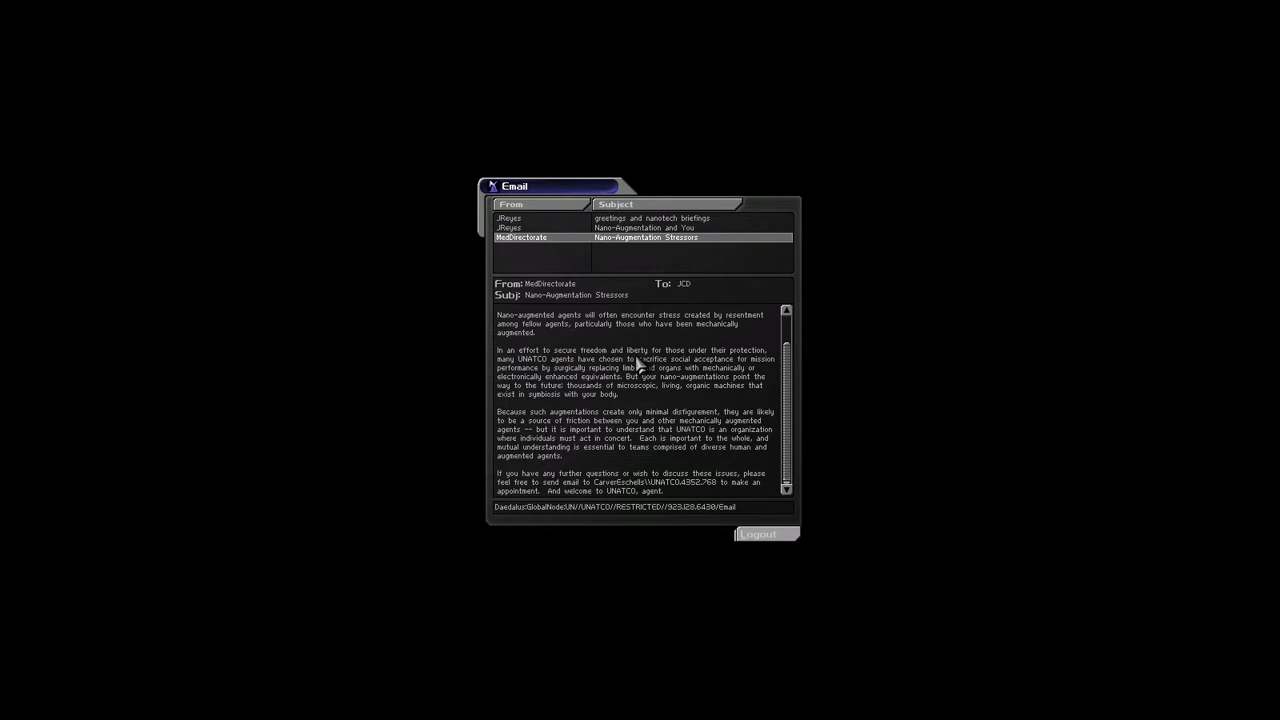 Email
From Subject
JReyes greetings and nanotech briefings
JReyes Nano-Augmentation and You
MedDirectorate Nano-Augmentation Stressors
From: MedDirectorate To: JCD
Subj: Nano-Augmentation Stressors
Nano-augmented agents will often encounter stress created by resentment
among fellow agents, particularly those who have been mechanically
augmented.
In an effort to secure freedom and liberty for those under their protection,
many UNATCO agents have chosen to sacrifice social acceptance for mission
performance by surgically replacing limbs and organs with mechanically or
electronically enhanced equivalents. But your nano-augmentations point the
way to the future: thousands of microscopic, living, organic machines that
exist in symbiosis with your body.
Because such augmentations create only minimal disfigurement, they are likely
to be a source of friction between you and other mechanically augmented
agents -- but it is important to understand that UNATCO is an organization
where individuals must act in concert. Each is important to the whole, and
mutual understanding is essential to teams comprised of diverse human and
augmented agents.
If you have any further questions or wish to discuss these issues, please
feel free to send email to CarverEschells\\UNATCO.4352.768 to make an
appointment. And welcome to UNATCO, agent.
Daedalus:GlobalNode:UN//UNATCO//RESTRICTED//923.128.6430/Email
Logout